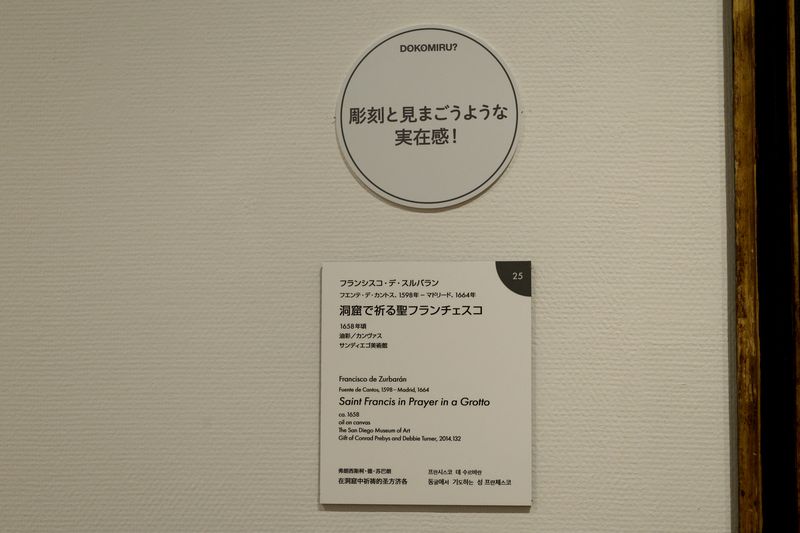 DOKOMIRU?
彫刻と見まごうような
実在感！
25
フランシスコ・デ・スルバラン
フエンテ・デ・カントス、1598年－マドリード、1664年
洞窟で祈る聖フランチェスコ
1658年頃
油彩／カンヴァス
サンディエゴ美術館
Francisco de Zurbarán
Fuente de Cantos, 1598 – Madrid, 1664
Saint Francis in Prayer in a Grotto
ca. 1658
oil on canvas
The San Diego Museum of Art
Gift of Conrad Prebys and Debbie Turner, 2014.132
弗朗西斯柯・德・苏巴朗
在洞窟中祈祷的圣方济各
프란시스코 데 수르바란
동굴에서 기도하는 성 프란체스코